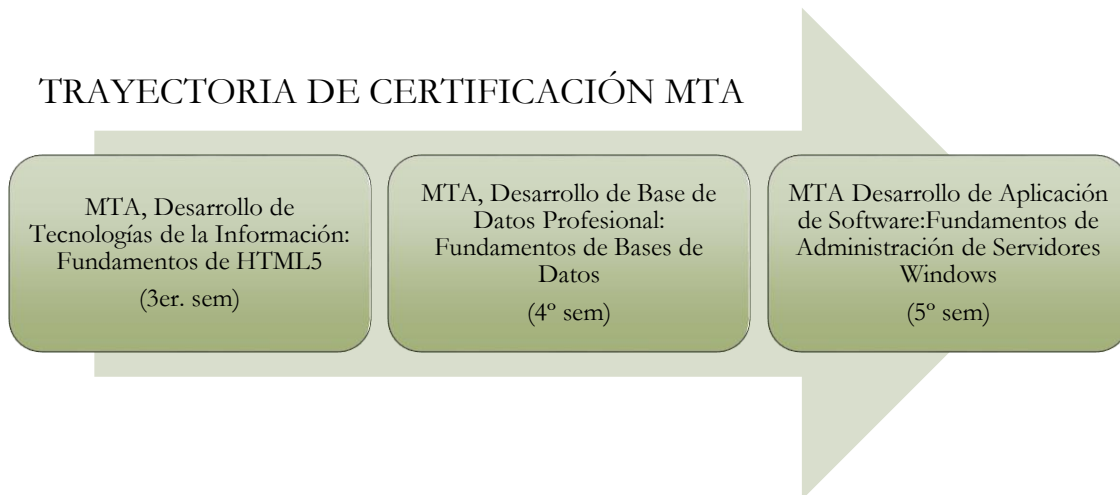 TRAYECTORIA DE CERTIFICACIÓN MTA
MTA, Desarrollo de
Tecnologías de la Información:
Fundamentos de HTML5
(3er. sem)
MTA, Desarrollo de Base de
Datos Profesional:
Fundamentos de Bases de
Datos
(4º sem)
MTA Desarrollo de Aplicación
de Software:Fundamentos de
Administración de Servidores
Windows
(5º sem)